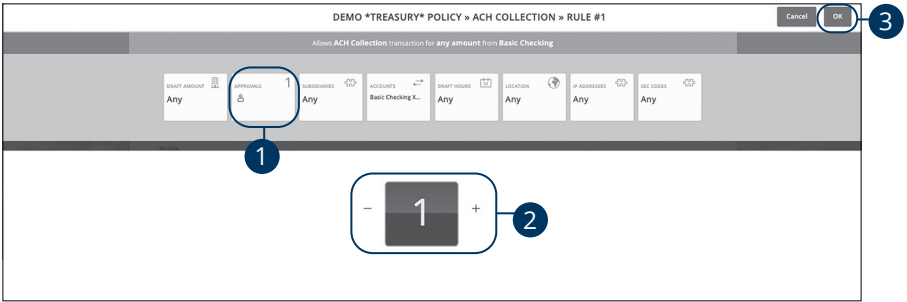 DEMO *TREASURY* POLICY » ACH COLLECTION » RULE #1
Cancel
OK
3
Allows ACH Collection transaction for any amount from Basic Checking
DRAFT AMOUNT
Any
APPROVALS
1
SUBSIDIARIES
Any
ACCOUNTS
Basic Checking X...
DRAFT HOURS
Any
LOCATION
Any
IP ADDRESSES
Any
SEC CODES
Any
1
− 1 +
2